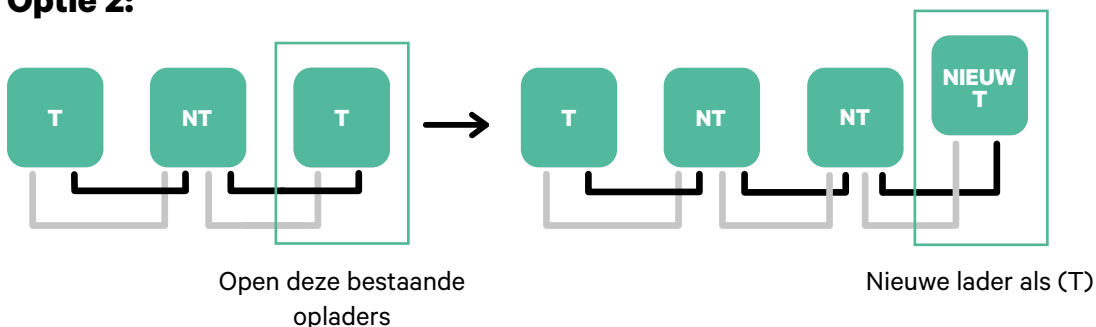 Optie 2:
T
NT
T
T
NT
NT
NIEUW
T
Open deze bestaande
opladers
Nieuwe lader als (T)